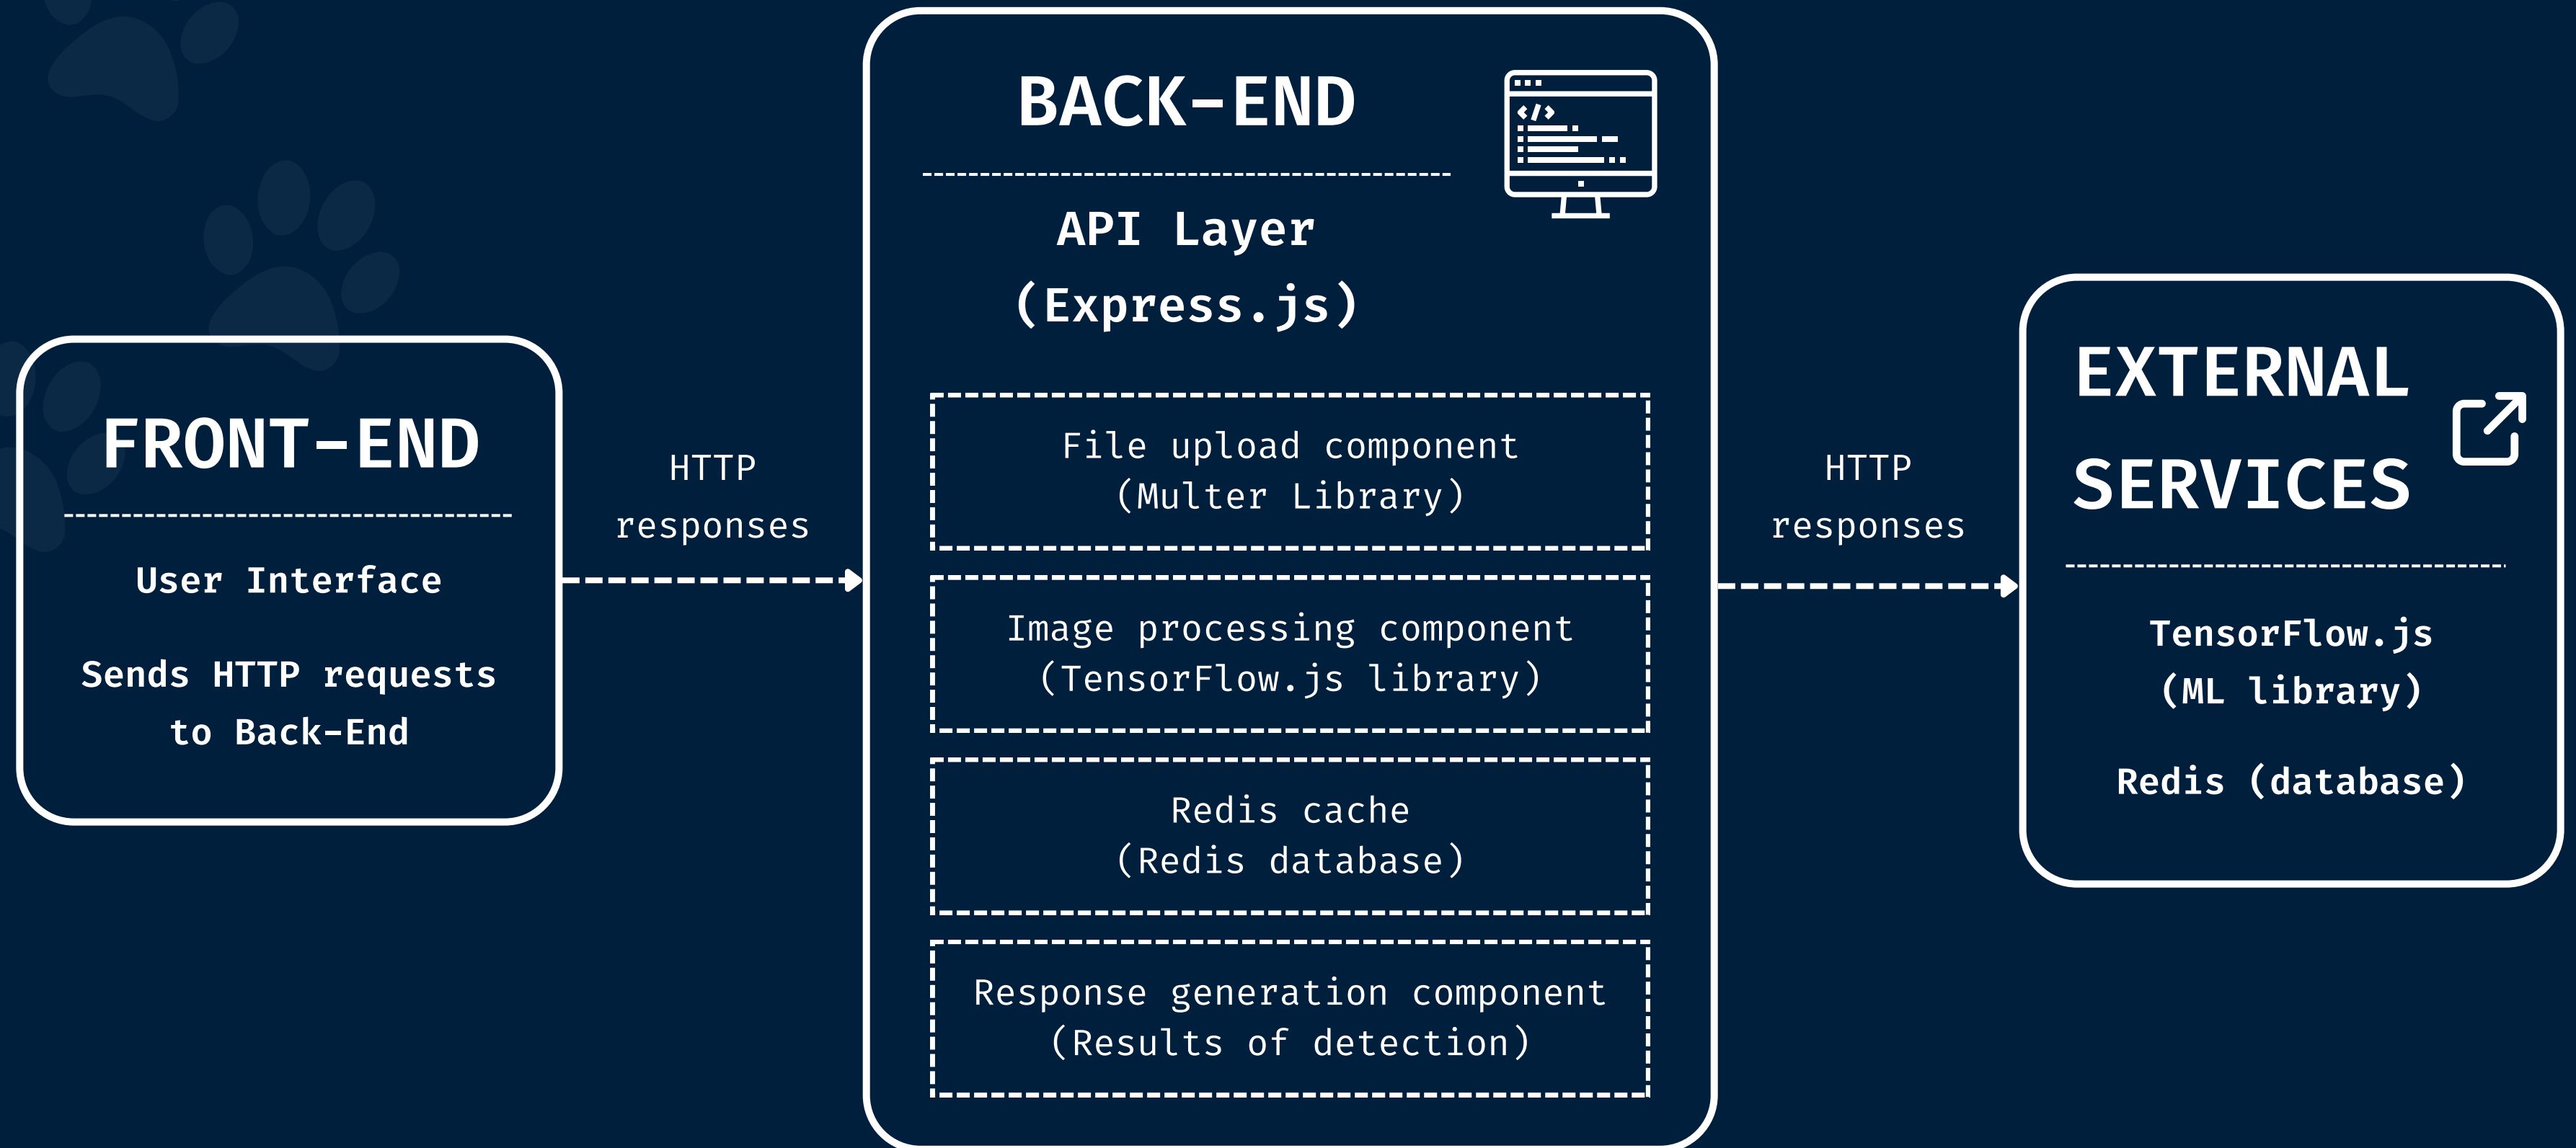 FRONT-END
User Interface
Sends HTTP requests
to Back-End
HTTP
responses
BACK-END
API Layer
(Express.js)
</>
File upload component
(Multer Library)
Image processing component
(TensorFlow.js library)
Redis cache
(Redis database)
Response generation component
(Results of detection)
HTTP
responses
EXTERNAL
SERVICES
TensorFlow.js
(ML library)
Redis (database)